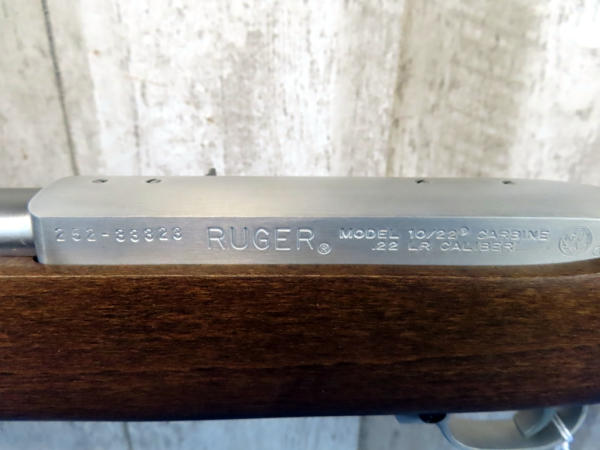 252-33323 RUGER® MODEL 10/22® CARBINE
.22 LR CALIBER